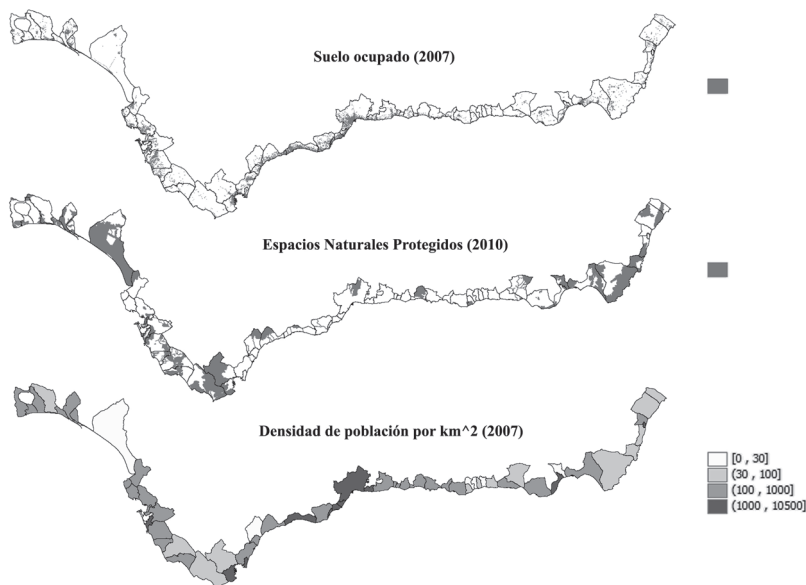 Suelo ocupado (2007)
Espacios Naturales Protegidos (2010)
Densidad de población por km^2 (2007)
[0 , 30]
(30 , 100]
(100 , 1000]
(1000 , 10500]